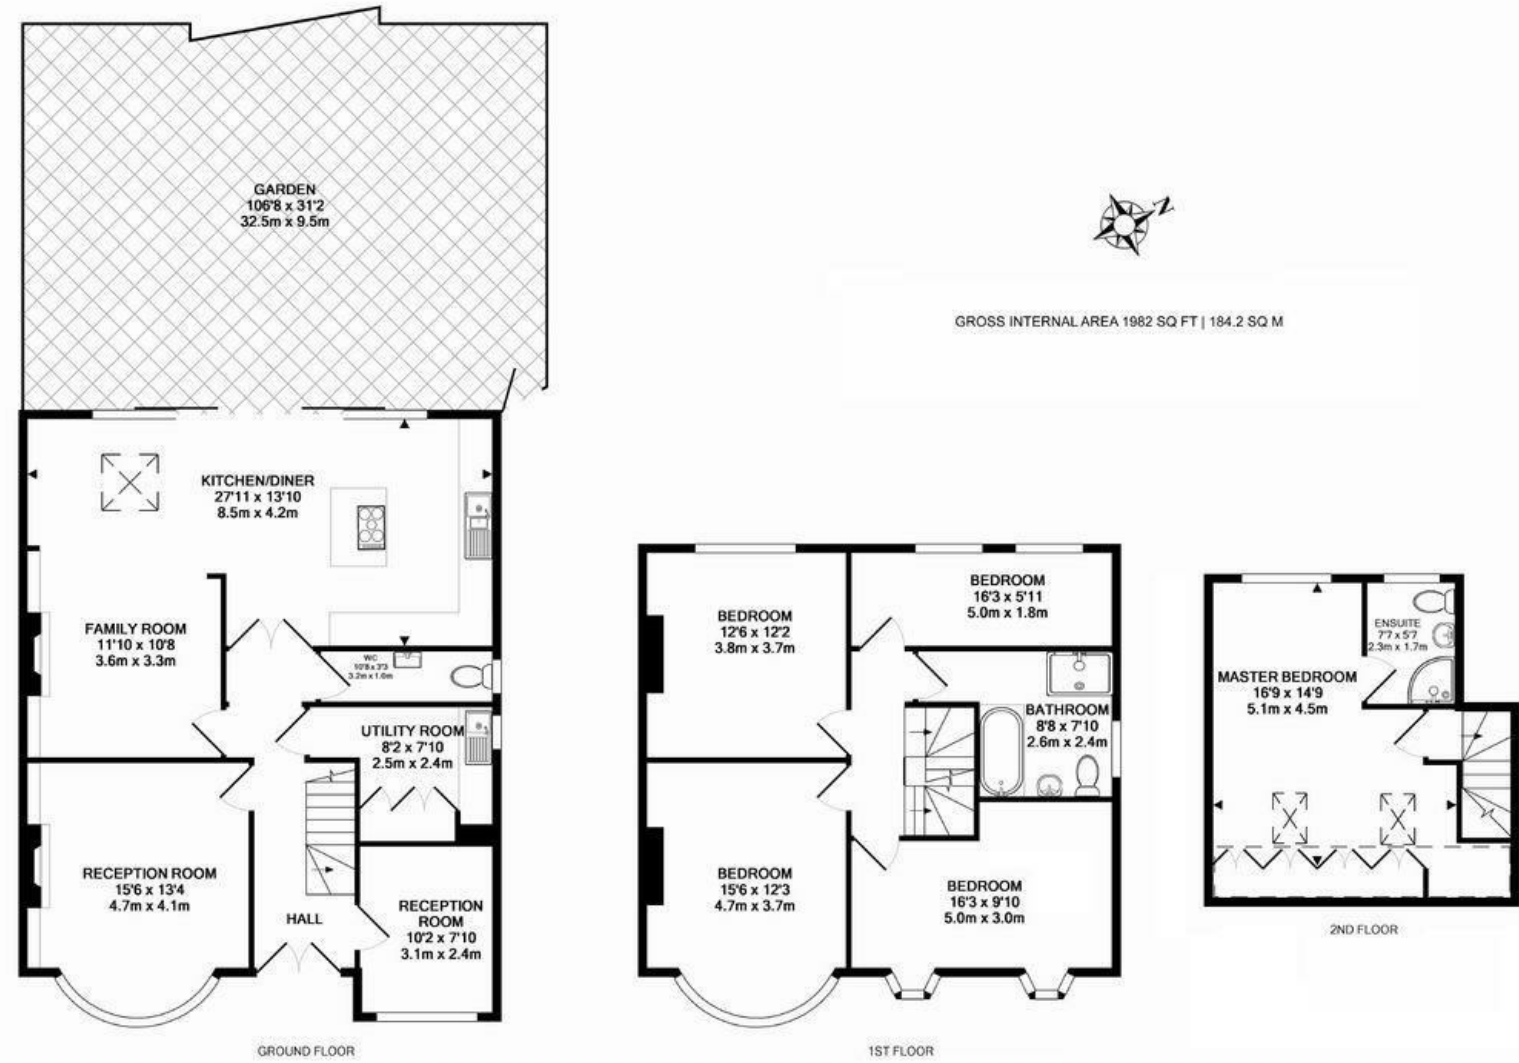 GARDEN
106'8 x 31'2
32.5m x 9.5m
N
GROSS INTERNAL AREA 1982 SQ FT | 184.2 SQ M
KITCHEN/DINER
27'11 x 13'10
8.5m x 4.2m
FAMILY ROOM
11'10 x 10'8
3.6m x 3.3m
WC
10'8 x 3'3
3.2m x 1.0m
UTILITY ROOM
8'2 x 7'10
2.5m x 2.4m
RECEPTION ROOM
15'6 x 13'4
4.7m x 4.1m
HALL
RECEPTION
ROOM
10'2 x 7'10
3.1m x 2.4m
GROUND FLOOR
BEDROOM
12'6 x 12'2
3.8m x 3.7m
BEDROOM
16'3 x 5'11
5.0m x 1.8m
BATHROOM
8'8 x 7'10
2.6m x 2.4m
BEDROOM
15'6 x 12'3
4.7m x 3.7m
BEDROOM
16'3 x 9'10
5.0m x 3.0m
1ST FLOOR
ENSUITE
7'7 x 5'7
2.3m x 1.7m
MASTER BEDROOM
16'9 x 14'9
5.1m x 4.5m
2ND FLOOR